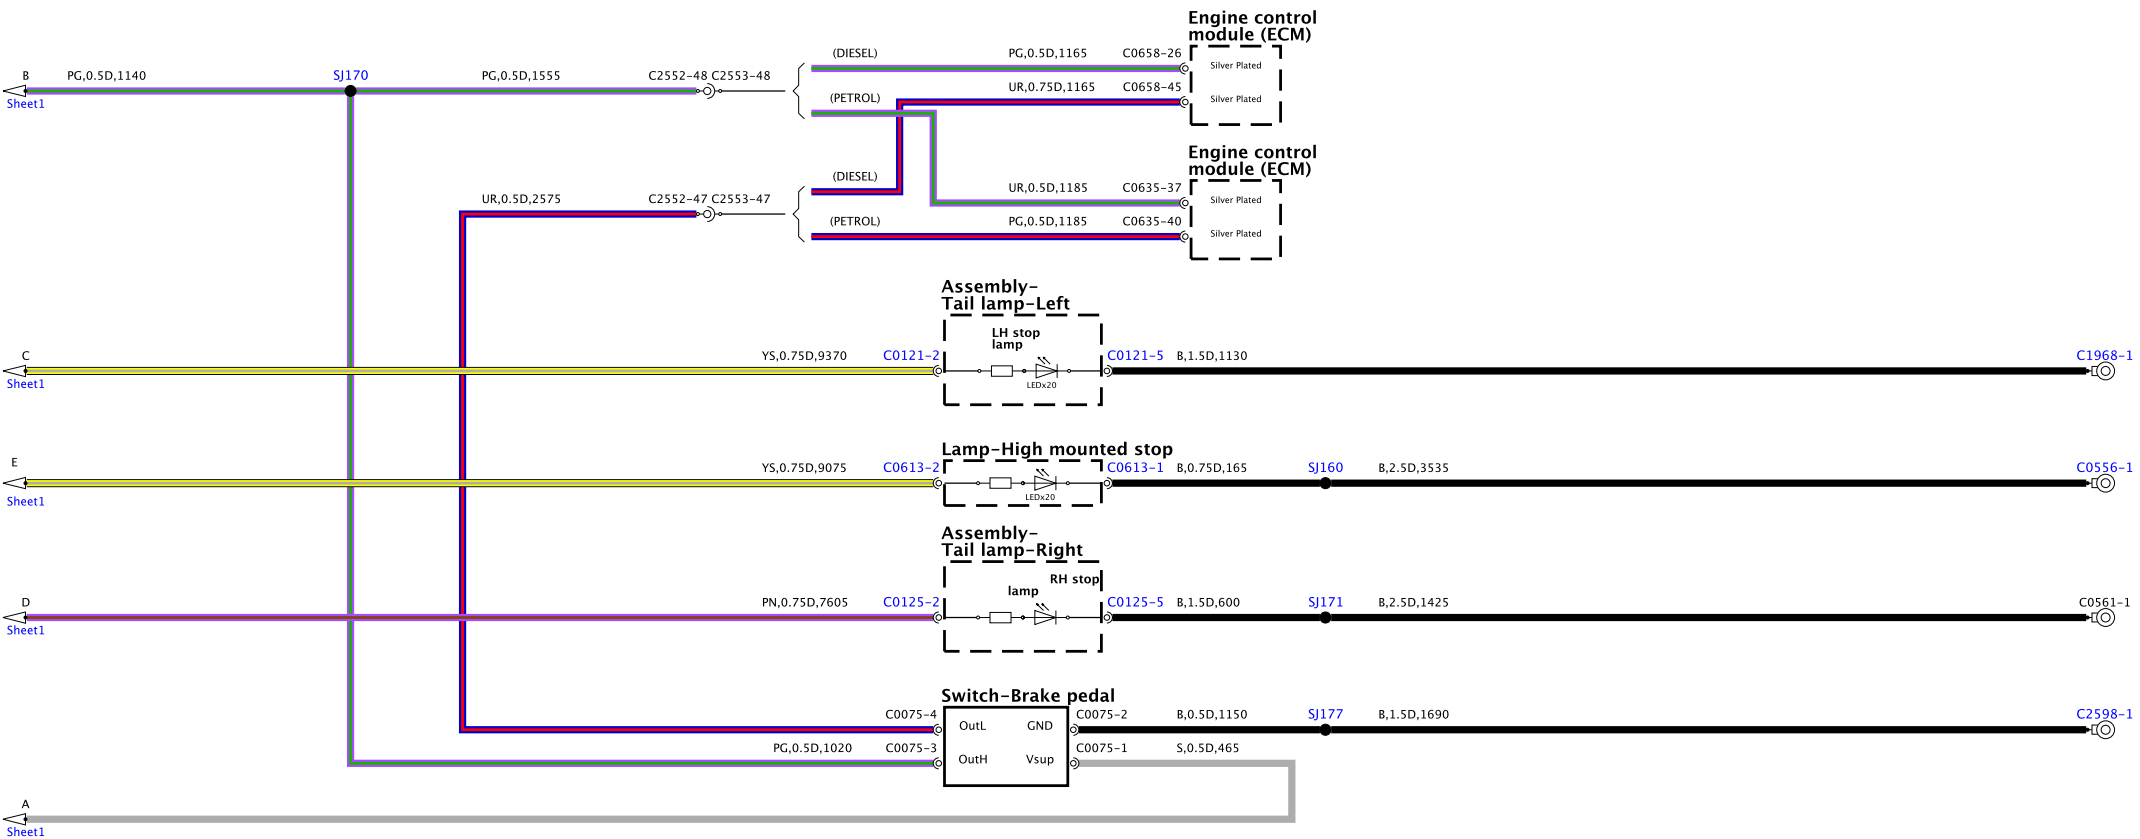 Engine control
module (ECM)
(DIESEL)
PG,0.5D,1165
C0658-26
Silver Plated
B
PG,0.5D,1140
SJ170
PG,0.5D,1555
C2552-48 C2553-48
Sheet1
UR,0.75D,1165
C0658-45
(PETROL)
Silver Plated
Engine control
module (ECM)
(DIESEL)
UR,0.5D,1185
C0635-37
UR,0.5D,2575
C2552-47 C2553-47
Silver Plated
(PETROL)
PG,0.5D,1185
C0635-40
Silver Plated
Assembly-
Tail lamp-Left
LH stop
lamp
C
YS,0.75D,9370
C0121-2
C0121-5
B,1.5D,1130
C1968-1
Sheet1
LEDx20
Lamp-High mounted stop
E
YS,0.75D,9075
C0613-2
C0613-1
B,0.75D,165
SJ160
B,2.5D,3535
C0556-1
Sheet1
LEDx20
Assembly-
Tail lamp-Right
RH stop
lamp
D
PN,0.75D,7605
C0125-2
C0125-5
B,1.5D,600
SJ171
B,2.5D,1425
C0561-1
Sheet1
Switch-Brake pedal
C0075-4
OutL
GND
C0075-2
B,0.5D,1150
SJ177
B,1.5D,1690
C2598-1
PG,0.5D,1020
C0075-3
OutH
Vsup
C0075-1
S,0.5D,465
A
Sheet1